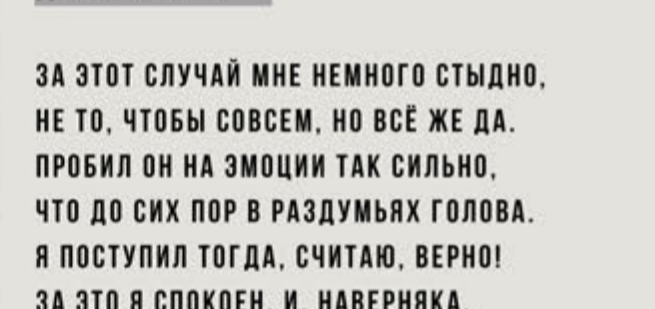 ЗА ЭТОТ СЛУЧАЙ МНЕ НЕМНОГО СТЫДНО,
НЕ ТО, ЧТОБЫ СОВСЕМ, НО ВСЁ ЖЕ ДА.
ПРОБИЛ ОН НА ЭМОЦИИ ТАК СИЛЬНО,
ЧТО ДО СИХ ПОР В РАЗДУМЬЯХ ГОЛОВА.
Я ПОСТУПИЛ ТОГДА, СЧИТАЮ, ВЕРНО!
ЗА ЭТО Я СПОКОЕН, И, НАВЕРНЯКА,